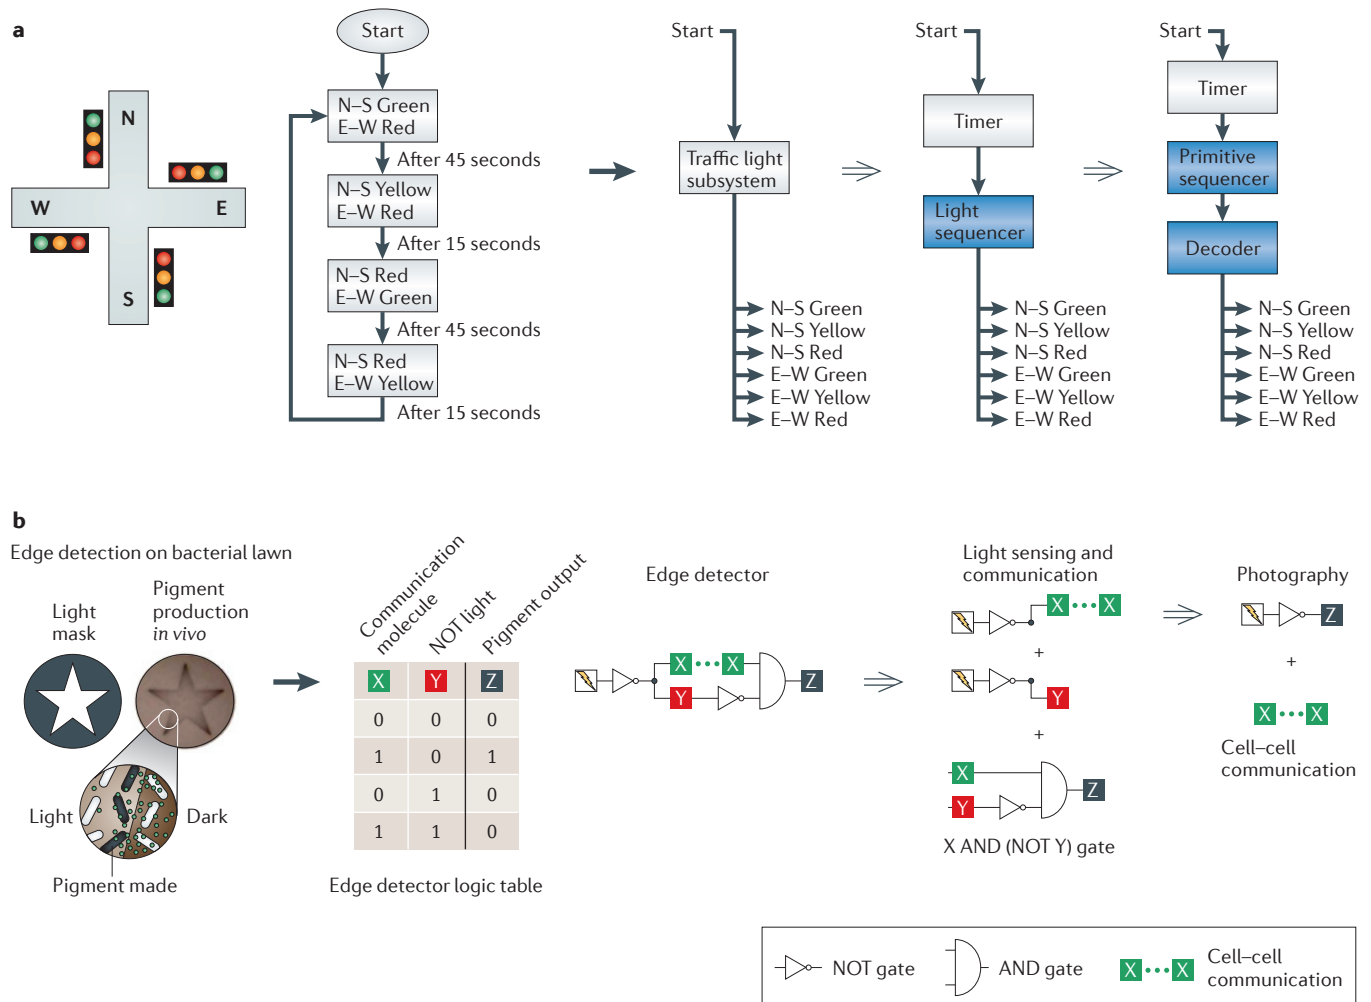 a
Start
N–S Green
E–W Red
After 45 seconds
N–S Yellow
E–W Red
After 15 seconds
N–S Red
E–W Green
After 45 seconds
N–S Red
E–W Yellow
After 15 seconds
N
W
E
S
Start
Traffic light
subsystem
N–S Green
N–S Yellow
N–S Red
E–W Green
E–W Yellow
E–W Red
Start
Timer
Light
sequencer
N–S Green
N–S Yellow
N–S Red
E–W Green
E–W Yellow
E–W Red
Start
Timer
Primitive
sequencer
Decoder
N–S Green
N–S Yellow
N–S Red
E–W Green
E–W Yellow
E–W Red
b
Edge detection on bacterial lawn
Light
mask
Pigment
production
in vivo
Light
Dark
Pigment made
Communication
molecule
NOT light
Pigment output
X Y Z
0 0 0
1 0 1
0 1 0
1 1 0
Edge detector logic table
Edge detector
X X
Y
Z
Light sensing and
communication
X X
+
Y
+
X
Y
Z
X AND (NOT Y) gate
Photography
Z
+
X X
Cell–cell
communication
NOT gate
AND gate
X X
Cell–cell
communication